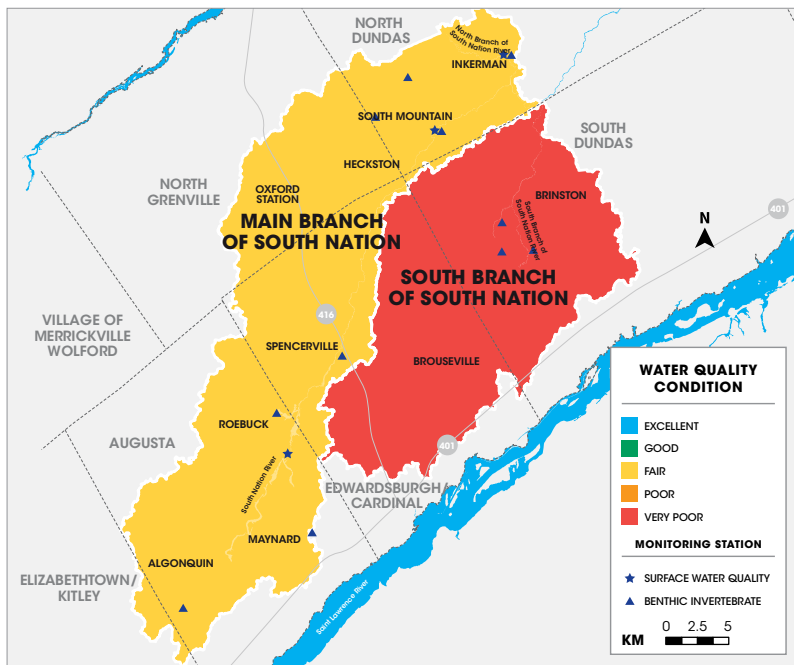 NORTH
DUNDAS
North Branch of
South Nation River
INKERMAN
SOUTH MOUNTAIN
SOUTH
DUNDAS
HECKSTON
NORTH
GRENVILLE
OXFORD
STATION
BRINSTON
MAIN BRANCH
OF SOUTH NATION
South Branch of
South Nation River
401
N
SOUTH BRANCH
OF SOUTH NATION
416
VILLAGE OF
MERRICKVILLE
WOLFORD
SPENCERVILLE
BROUSEVILLE
ROEBUCK
AUGUSTA
401
South Nation River
EDWARDSBURGH/
CARDINAL
MAYNARD
ALGONQUIN
ELIZABETHTOWN/
KITLEY
Saint Lawrence River
WATER QUALITY
CONDITION
EXCELLENT
GOOD
FAIR
POOR
VERY POOR
MONITORING STATION
SURFACE WATER QUALITY
BENTHIC INVERTEBRATE
0 2.5 5
KM